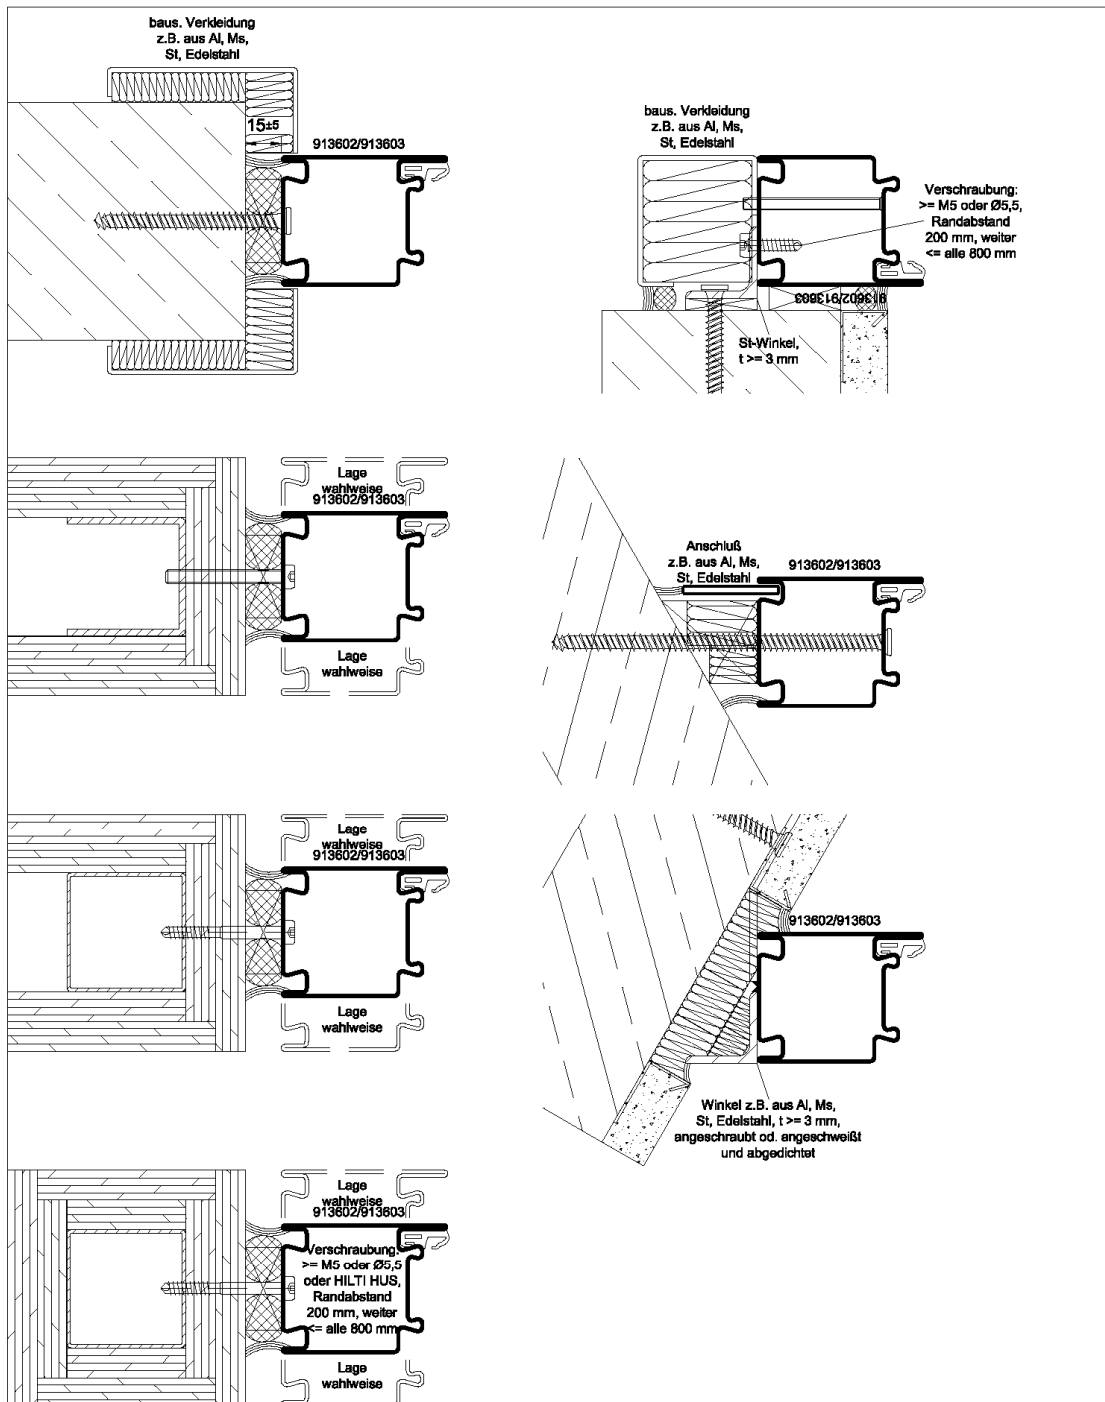 baus. Verkleidung
z.B. aus Al, Ms,
St, Edelstahl
15±5
913602/913603
baus. Verkleidung
z.B. aus Al, Ms,
St, Edelstahl
Verschraubung:
>= M5 oder Ø5,5,
Randabstand
200 mm, weiter
<= alle 800 mm
913602/913603
St-Winkel,
t >= 3 mm
Lage
wahlweise
913602/913603
Lage
wahlweise
Anschluß
z.B. aus Al, Ms,
St, Edelstahl
913602/913603
Lage
wahlweise
913602/913603
Lage
wahlweise
913602/913603
Winkel z.B. aus Al, Ms,
St, Edelstahl, t >= 3 mm,
angeschraubt od. angeschweißt
und abgedichtet
Lage
wahlweise
913602/913603
Verschraubung:
>= M5 oder Ø5,5
oder HILTI HUS,
Randabstand
200 mm, weiter
<= alle 800 mm
Lage
wahlweise